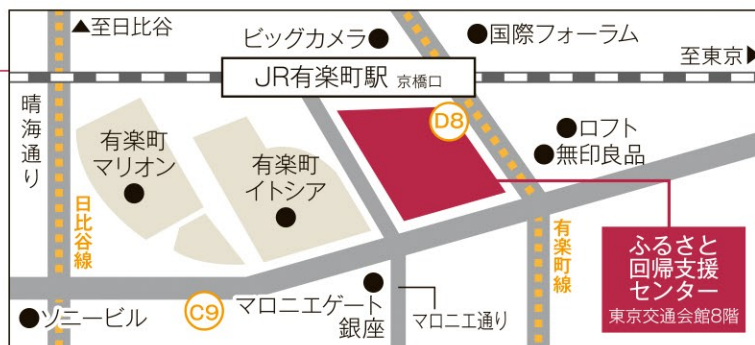 ▲至日比谷
ビッグカメラ
国際フォーラム
至東京▶
JR有楽町駅 京橋口
晴海通り
D8
ロフト
無印良品
有楽町
マリオン
有楽町
イトシア
日比谷線
有楽町線
ふるさと
回帰支援
センター
東京交通会館8階
C9
マロニエゲート
銀座
マロニエ通り
ソニービル